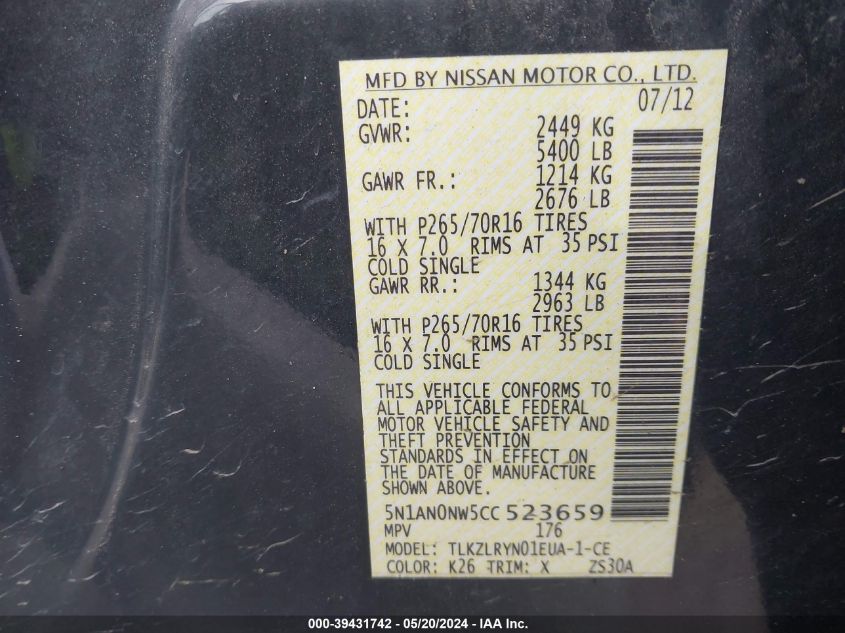 MFD BY NISSAN MOTOR CO., LTD.
DATE: 07/12
GVWR: 2449 KG
5400 LB
GAWR FR.: 1214 KG
2676 LB
WITH P265/70R16 TIRES
16 X 7.0 RIMS AT 35 PSI
COLD SINGLE
GAWR RR.: 1344 KG
2963 LB
WITH P265/70R16 TIRES
16 X 7.0 RIMS AT 35 PSI
COLD SINGLE
THIS VEHICLE CONFORMS TO
ALL APPLICABLE FEDERAL
MOTOR VEHICLE SAFETY AND
THEFT PREVENTION
STANDARDS IN EFFECT ON
THE DATE OF MANUFACTURE
SHOWN ABOVE.
5N1AN0NW5CC 523659
MPV 176
MODEL: TLKZLRYN01EUA-1-CE
COLOR: K26 TRIM: X ZS30A
000-39431742 - 05/20/2024 - IAA Inc.